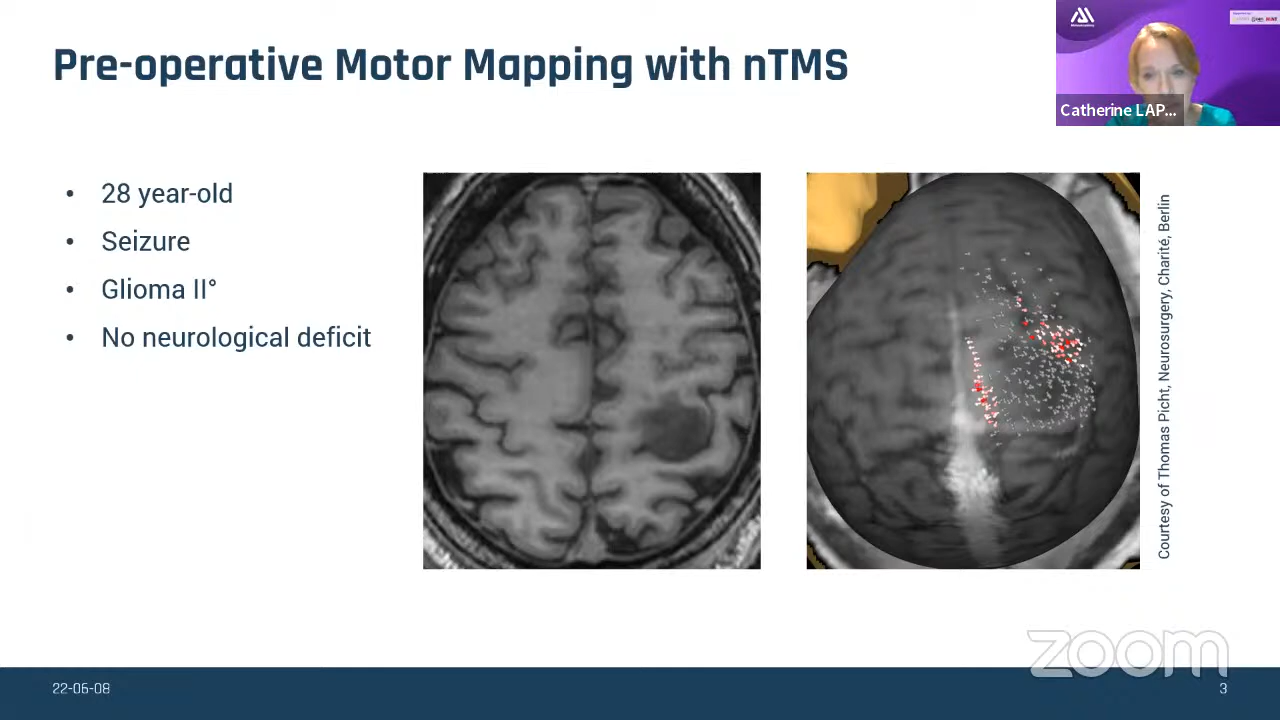 Pre-operative Motor Mapping with nTMS
Catherine LAP...
• 28 year-old
• Seizure
• Glioma II°
• No neurological deficit
Courtesy of Thomas Picht, Neurosurgery, Charité, Berlin
zoom
22-06-08
3